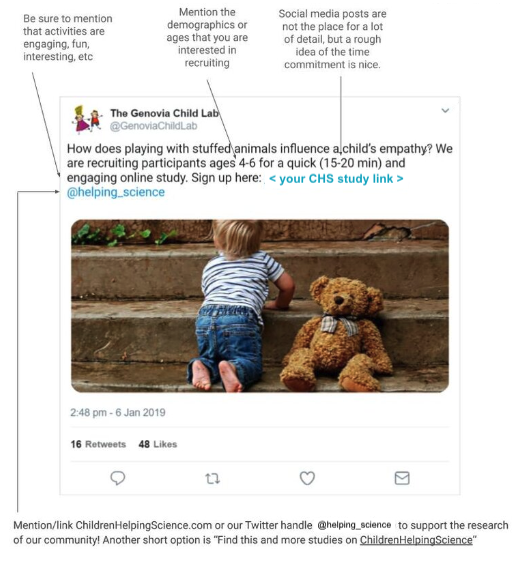 Be sure to mention
that activities are
engaging, fun,
interesting, etc
Mention the
demographics or
ages that you are
interested in
recruiting
Social media posts are
not the place for a lot
of detail, but a rough
idea of the time
commitment is nice.
The Genovia Child Lab
@GenoviaChildLab
How does playing with stuffed animals influence a child's empathy? We
are recruiting participants ages 4-6 for a quick (15-20 min) and
engaging online study. Sign up here: < your CHS study link >
@helping_science
2:48 pm - 6 Jan 2019
16 Retweets 48 Likes
Mention/link ChildrenHelpingScience.com or our Twitter handle @helping_science to support the research
of our community! Another short option is “Find this and more studies on ChildrenHelpingScience”